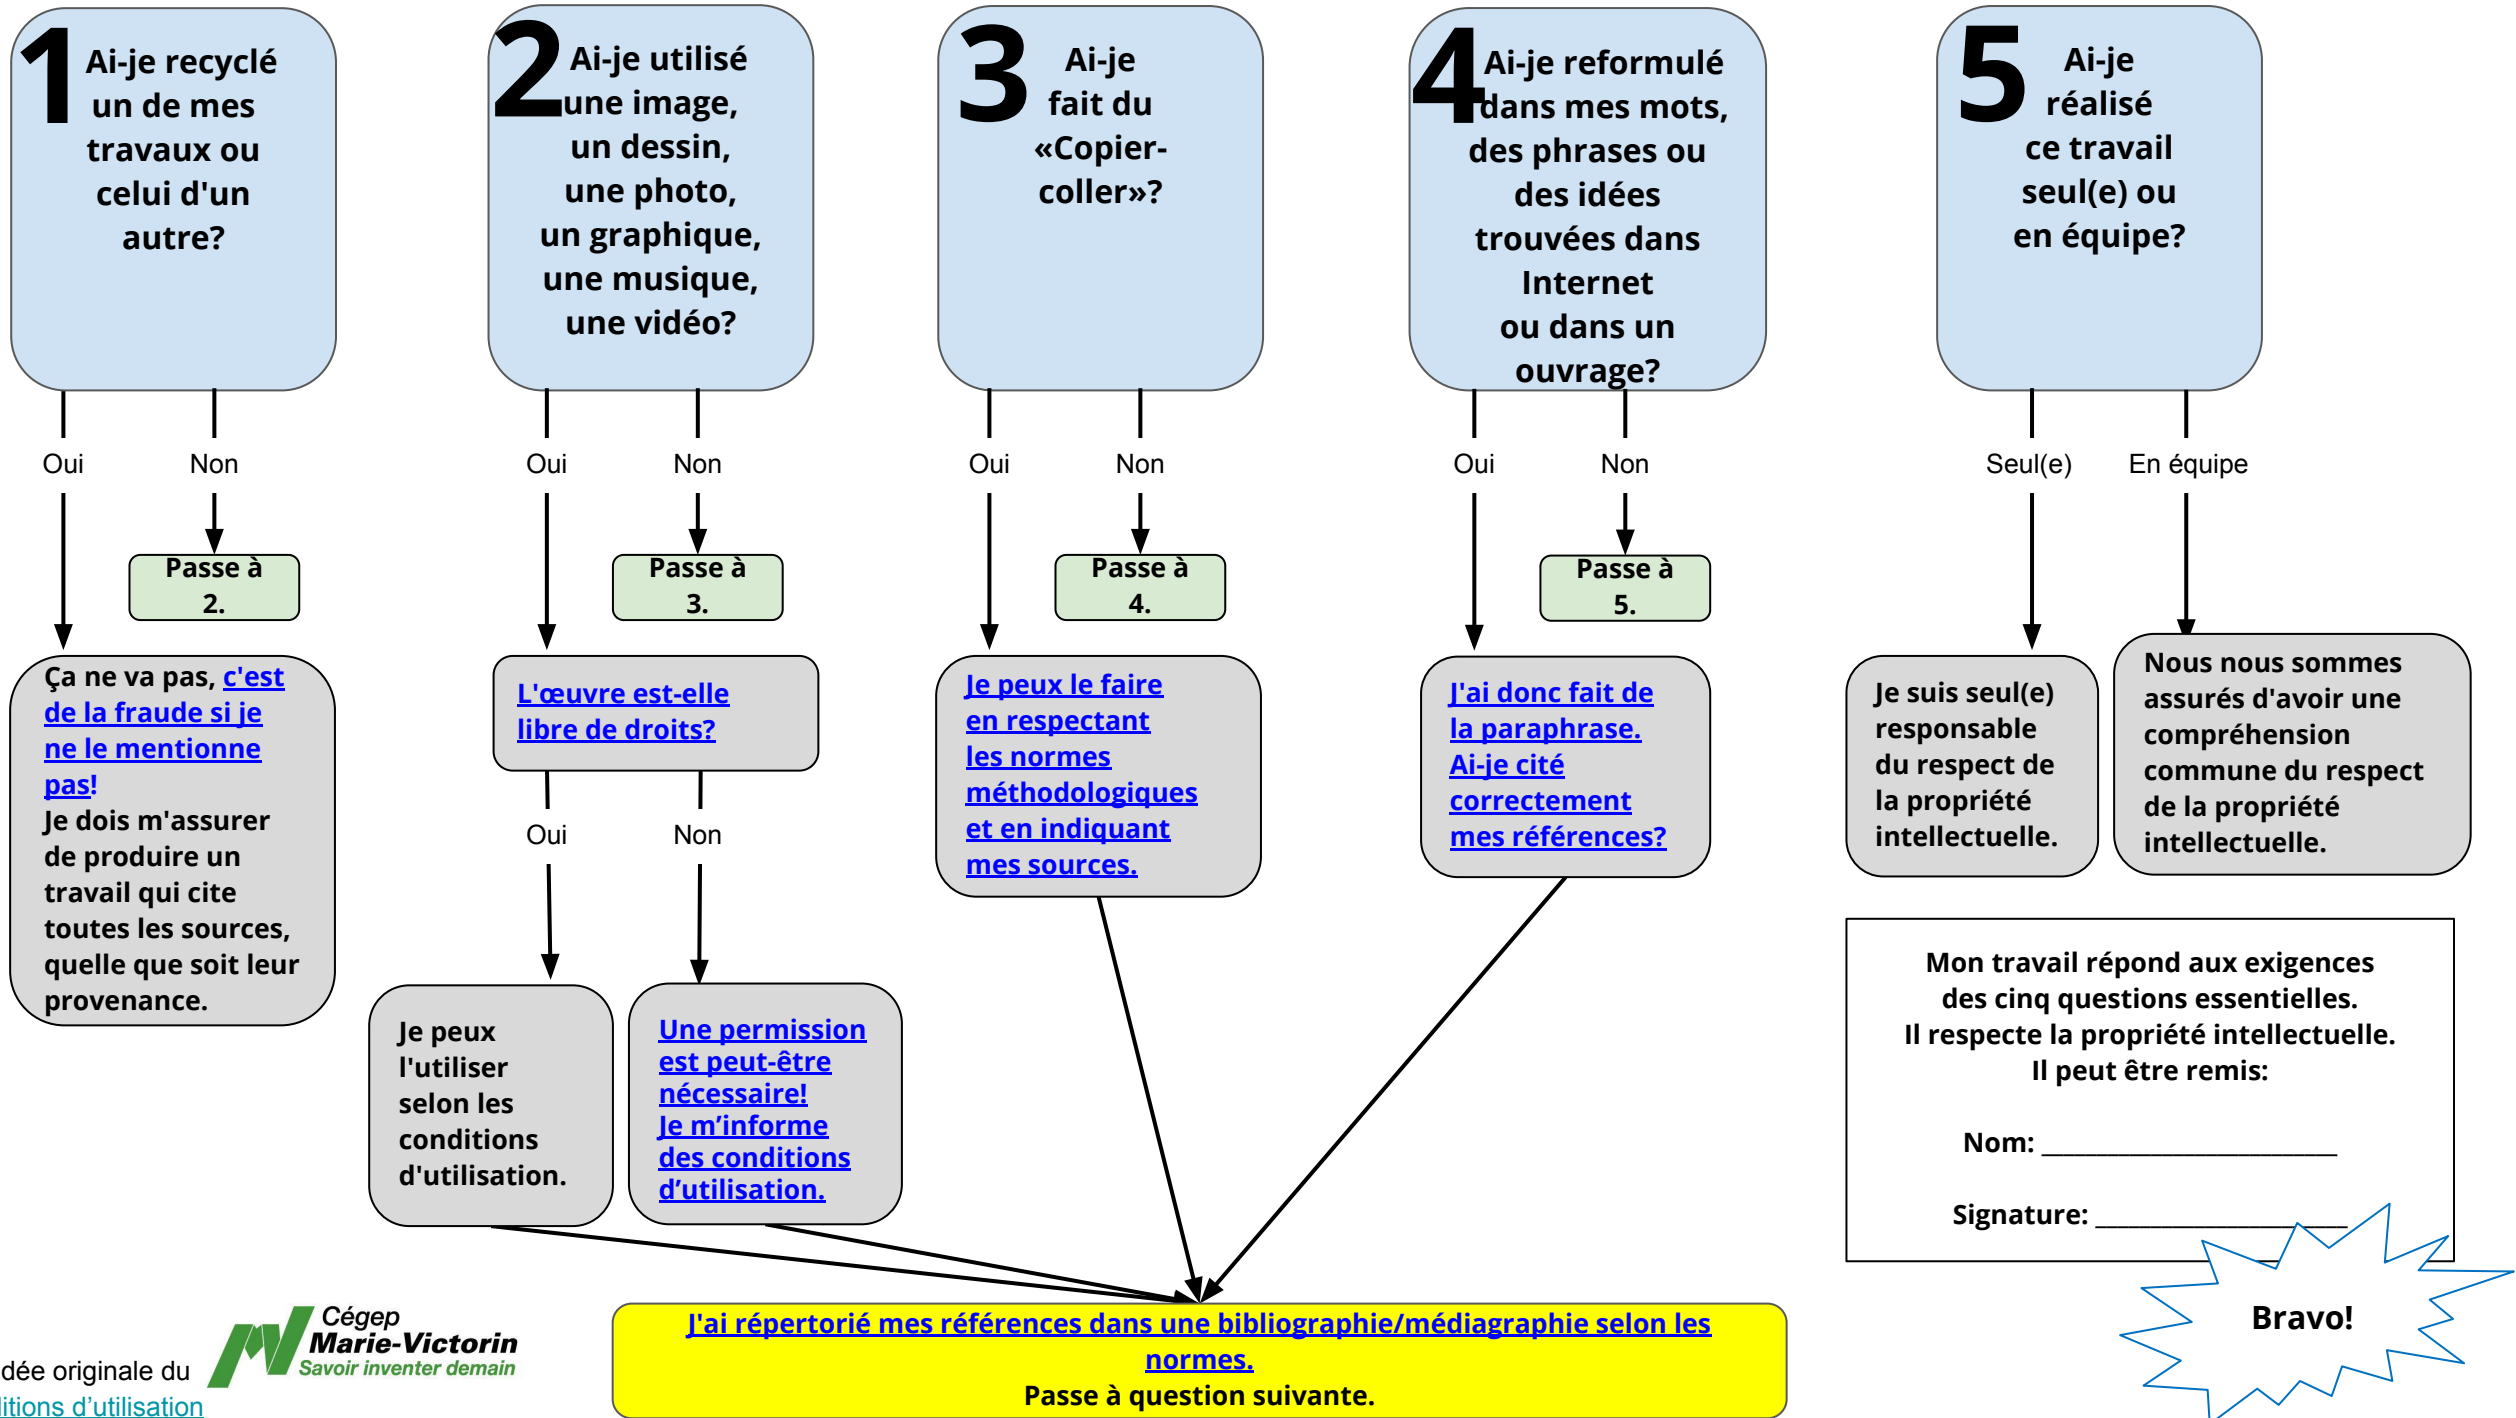 1
Ai-je recyclé
un de mes
travaux ou
celui d'un
autre?
Oui
Non
Passe à
2.
Ça ne va pas, c'est
de la fraude si je
ne le mentionne
pas!
Je dois m'assurer
de produire un
travail qui cite
toutes les sources,
quelle que soit leur
provenance.
2
Ai-je utilisé
une image,
un dessin,
une photo,
un graphique,
une musique,
une vidéo?
Oui
Non
Passe à
3.
L'œuvre est-elle
libre de droits?
Oui
Non
Je peux
l'utiliser
selon les
conditions
d'utilisation.
Une permission
est peut-être
nécessaire!
Je m’informe
des conditions
d’utilisation.
3
Ai-je
fait du
«Copier-
coller»?
Oui
Non
Passe à
4.
Je peux le faire
en respectant
les normes
méthodologiques
et en indiquant
mes sources.
4
Ai-je reformulé
dans mes mots,
des phrases ou
des idées
trouvées dans
Internet
ou dans un
ouvrage?
Oui
Non
Passe à
5.
J'ai donc fait de
la paraphrase.
Ai-je cité
correctement
mes références?
5
Ai-je
réalisé
ce travail
seul(e) ou
en équipe?
Seul(e)
En équipe
Je suis seul(e)
responsable
du respect de
la propriété
intellectuelle.
Nous nous sommes
assurés d'avoir une
compréhension
commune du respect
de la propriété
intellectuelle.
Mon travail répond aux exigences
des cinq questions essentielles.
Il respecte la propriété intellectuelle.
Il peut être remis:
Nom: ____________________
Signature: _________________
Bravo!
J'ai répertorié mes références dans une bibliographie/médiagraphie selon les
normes.
Passe à question suivante.
Cégep
Marie-Victorin
Savoir inventer demain
dée originale du
litions d’utilisation